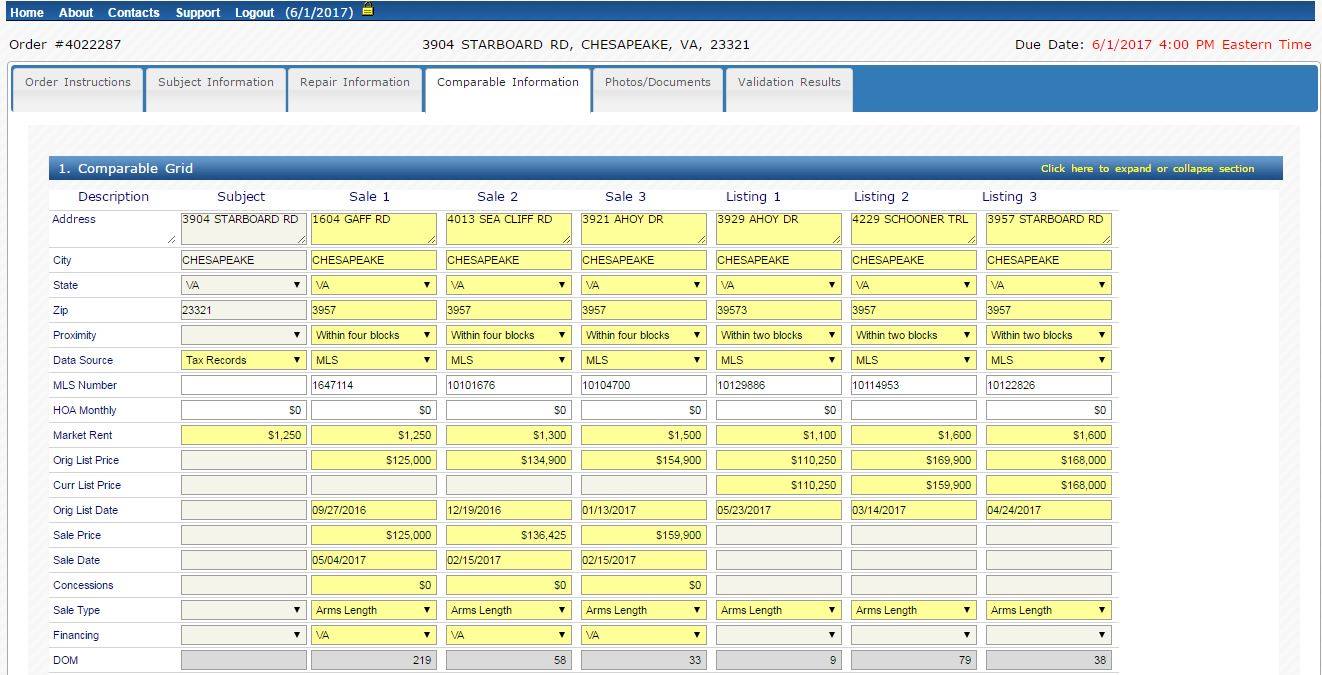 Home About Contacts Support Logout (6/1/2017)
Order #4022287 3904 STARBOARD RD, CHESAPEAKE, VA, 23321 Due Date: 6/1/2017 4:00 PM Eastern Time
Order Instructions Subject Information Repair Information Comparable Information Photos/Documents Validation Results
1. Comparable Grid Click here to expand or collapse section
Description Subject Sale 1 Sale 2 Sale 3 Listing 1 Listing 2 Listing 3
Address 3904 STARBOARD RD 1604 GAFF RD 4013 SEA CLIFF RD 3921 AHOY DR 3929 AHOY DR 4229 SCHOONER TRL 3957 STARBOARD RD
City CHESAPEAKE CHESAPEAKE CHESAPEAKE CHESAPEAKE CHESAPEAKE CHESAPEAKE CHESAPEAKE
State VA VA VA VA VA VA VA
Zip 23321 3957 3957 3957 39573 3957 3957
Proximity Within four blocks Within four blocks Within four blocks Within two blocks Within two blocks Within two blocks
Data Source Tax Records MLS MLS MLS MLS MLS MLS
MLS Number 1647114 10101676 10104700 10129886 10114953 10122826
HOA Monthly $0 $0 $0 $0 $0 $0
Market Rent $1,250 $1,250 $1,300 $1,500 $1,100 $1,600 $1,600
Orig List Price $125,000 $134,900 $154,900 $110,250 $169,900 $168,000
Curr List Price $110,250 $159,900 $168,000
Orig List Date 09/27/2016 12/19/2016 01/13/2017 05/23/2017 03/14/2017 04/24/2017
Sale Price $125,000 $136,425 $159,900
Sale Date 05/04/2017 02/15/2017 02/15/2017
Concessions $0 $0 $0
Sale Type Arms Length Arms Length Arms Length Arms Length Arms Length Arms Length
Financing VA VA VA
DOM 219 58 33 9 79 38